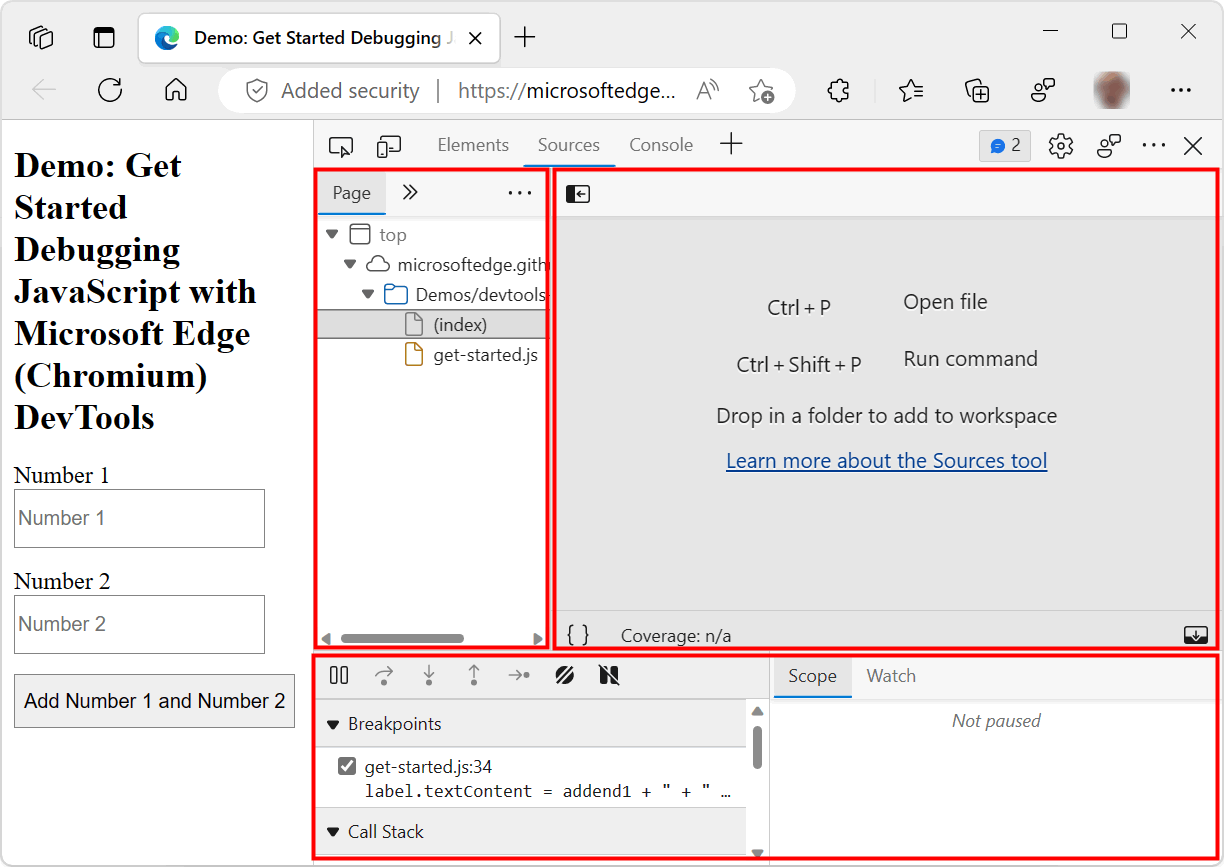 Demo: Get Started Debugging J
Added security | https://microsoftedge...
Demo: Get
Started
Debugging
JavaScript with
Microsoft Edge
(Chromium)
DevTools
Number 1
Number 1
Number 2
Number 2
Add Number 1 and Number 2
Elements Sources Console 2
Page
top
microsoftedge.gith
Demos/devtools
(index)
get-started.js
Ctrl + P Open file
Ctrl + Shift + P Run command
Drop in a folder to add to workspace
Learn more about the Sources tool
{ } Coverage: n/a
Breakpoints
get-started.js:34
label.textContent = addend1 + " + " …
Call Stack
Scope Watch
Not paused